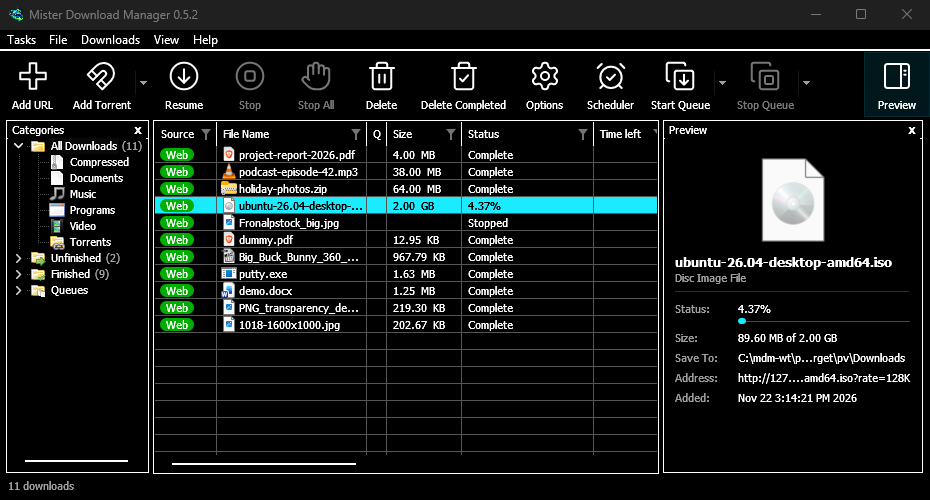 Mister Download Manager 0.5.2
Tasks File Downloads View Help
Add URL Add Torrent Resume Stop Stop All Delete Delete Completed Options Scheduler Start Queue Stop Queue Preview
Categories x
All Downloads (11)
Compressed
Documents
Music
Programs
Video
Torrents
Unfinished (2)
Finished (9)
Queues
Source File Name Q Size Status Time left
Web project-report-2026.pdf 4.00 MB Complete
Web podcast-episode-42.mp3 38.00 MB Complete
Web holiday-photos.zip 64.00 MB Complete
Web ubuntu-26.04-desktop-... 2.00 GB 4.37%
Web Fronalpstock_big.jpg Stopped
Web dummy.pdf 12.95 KB Complete
Web Big_Buck_Bunny_360_... 967.79 KB Complete
Web putty.exe 1.63 MB Complete
Web demo.docx 1.25 MB Complete
Web PNG_transparency_de... 219.30 KB Complete
Web 1018-1600x1000.jpg 202.67 KB Complete
Preview x
ubuntu-26.04-desktop-amd64.iso
Disc Image File
Status: 4.37%
Size: 89.60 MB of 2.00 GB
Save To: C:\mdm-wt\p...rget\pv\Downloads
Address: http://127....amd64.iso?rate=128K
Added: Nov 22 3:14:21 PM 2026
11 downloads